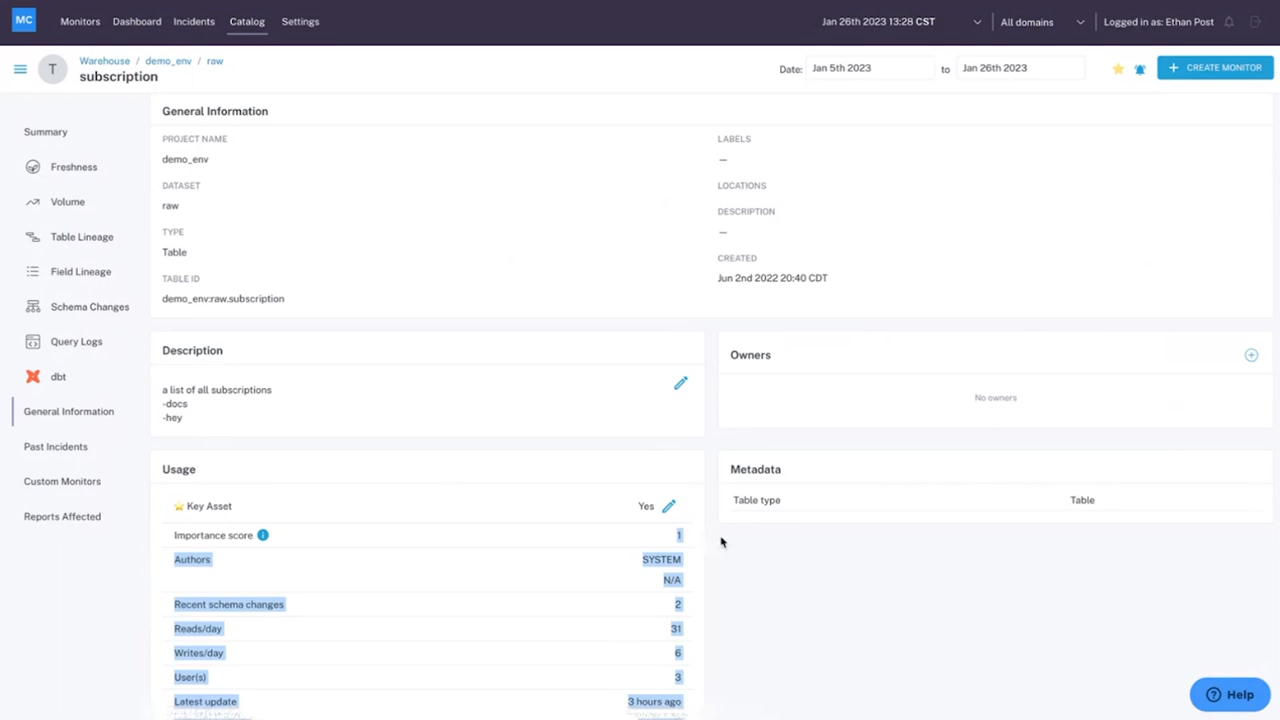 MC Monitors Dashboard Incidents Catalog Settings Jan 26th 2023 13:28 CST All domains Logged in as: Ethan Post
T Warehouse / demo_env / raw
subscription
Date: Jan 5th 2023 to Jan 26th 2023 + CREATE MONITOR
Summary
Freshness
Volume
Table Lineage
Field Lineage
Schema Changes
Query Logs
dbt
General Information
Past Incidents
Custom Monitors
Reports Affected
General Information
PROJECT NAME
demo_env
DATASET
raw
TYPE
Table
TABLE ID
demo_env:raw.subscription
LABELS
—
LOCATIONS
DESCRIPTION
—
CREATED
Jun 2nd 2022 20:40 CDT
Description
a list of all subscriptions
-docs
-hey
Owners
No owners
Usage
Key Asset Yes
Importance score 1
Authors SYSTEM
N/A
Recent schema changes 2
Reads/day 31
Writes/day 6
User(s) 3
Latest update 3 hours ago
Metadata
Table type Table
Help